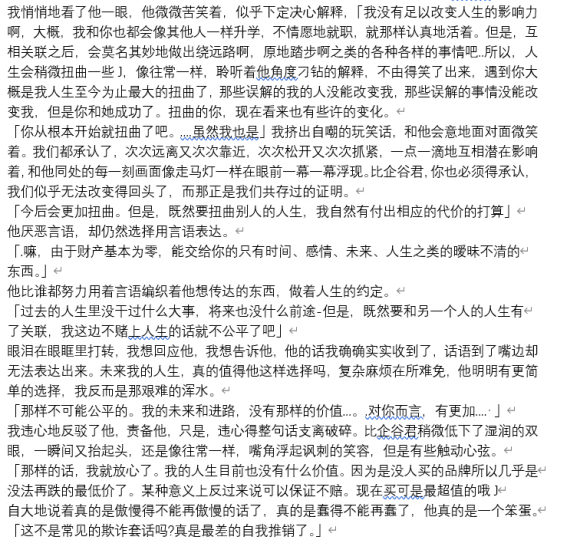 我悄悄地看了他一眼，他微微苦笑着，似乎下定决心解释，「我没有足以改变人生的影响力
啊，大概，我和你也都会像其他人一样升学，不情愿地就职，就那样认真地活着。但是，互
相关联之后，会莫名其妙地做出绕远路啊，原地踏步啊之类的各种各样的事情吧..所以，人
生会稍微扭曲一些 J，像往常一样，聆听着他角度刁钻的解释，不由得笑了出来，遇到你大
概是我人生至今为止最大的扭曲了，那些误解的我的人没能改变我，那些误解的事情没能改
变我，但是你和她成功了。扭曲的你，现在看来也有些许的变化。
「你从根本开始就扭曲了吧。....虽然我也是」我挤出自嘲的玩笑话，和他会意地面对面微笑
着。我们都承认了，次次远离又次次靠近，次次松开又次次抓紧，一点一滴地互相潜在影响
着，和他同处的每一刻画面像走马灯一样在眼前一幕一幕浮现。比企谷君，你也必须得承认，
我们似乎无法改变得回头了，而那正是我们共存过的证明。
「今后会更加扭曲。但是，既然要扭曲别人的人生，我自然有付出相应的代价的打算」
他厌恶言语，却仍然选择用言语表达。
「.嘛，由于财产基本为零，能交给你的只有时间、感情、未来、人生之类的暧昧不清的
东西。」
他比谁都努力用着言语编织着他想传达的东西，做着人生的约定。
「过去的人生里没干过什么大事，将来也没什么前途-但是，既然要和另一个人的人生有
了关联，我这边不赌上人生的话就不公平了吧」
眼泪在眼眶里打转，我想回应他，我想告诉他，他的话我确确实实收到了，话语到了嘴边却
无法表达出来。未来我的人生，真的值得他这样选择吗，复杂麻烦在所难免，他明明有更简
单的选择，我反而是那艰难的浑水。
「那样不可能公平的。我的未来和进路，没有那样的价值...。.对你而言，有更加....· 」
我违心地反驳了他，责备他，只是，违心得整句话支离破碎。比企谷君稍微低下了湿润的双
眼，一瞬间又抬起头，还是像往常一样，嘴角浮起讽刺的笑容，但是有些触动心弦。
「那样的话，我就放心了。我的人生目前也没有什么价值。因为是没人买的品牌所以几乎是
没法再跌的最低价了。某种意义上反过来说可以保证不赔。现在买可是最超值的哦 J
自大地说着真的是傲慢得不能再傲慢的话了，真的是蠢得不能再蠢了，他真的是一个笨蛋。
「这不是常见的欺诈套话吗?真是最差的自我推销了。」